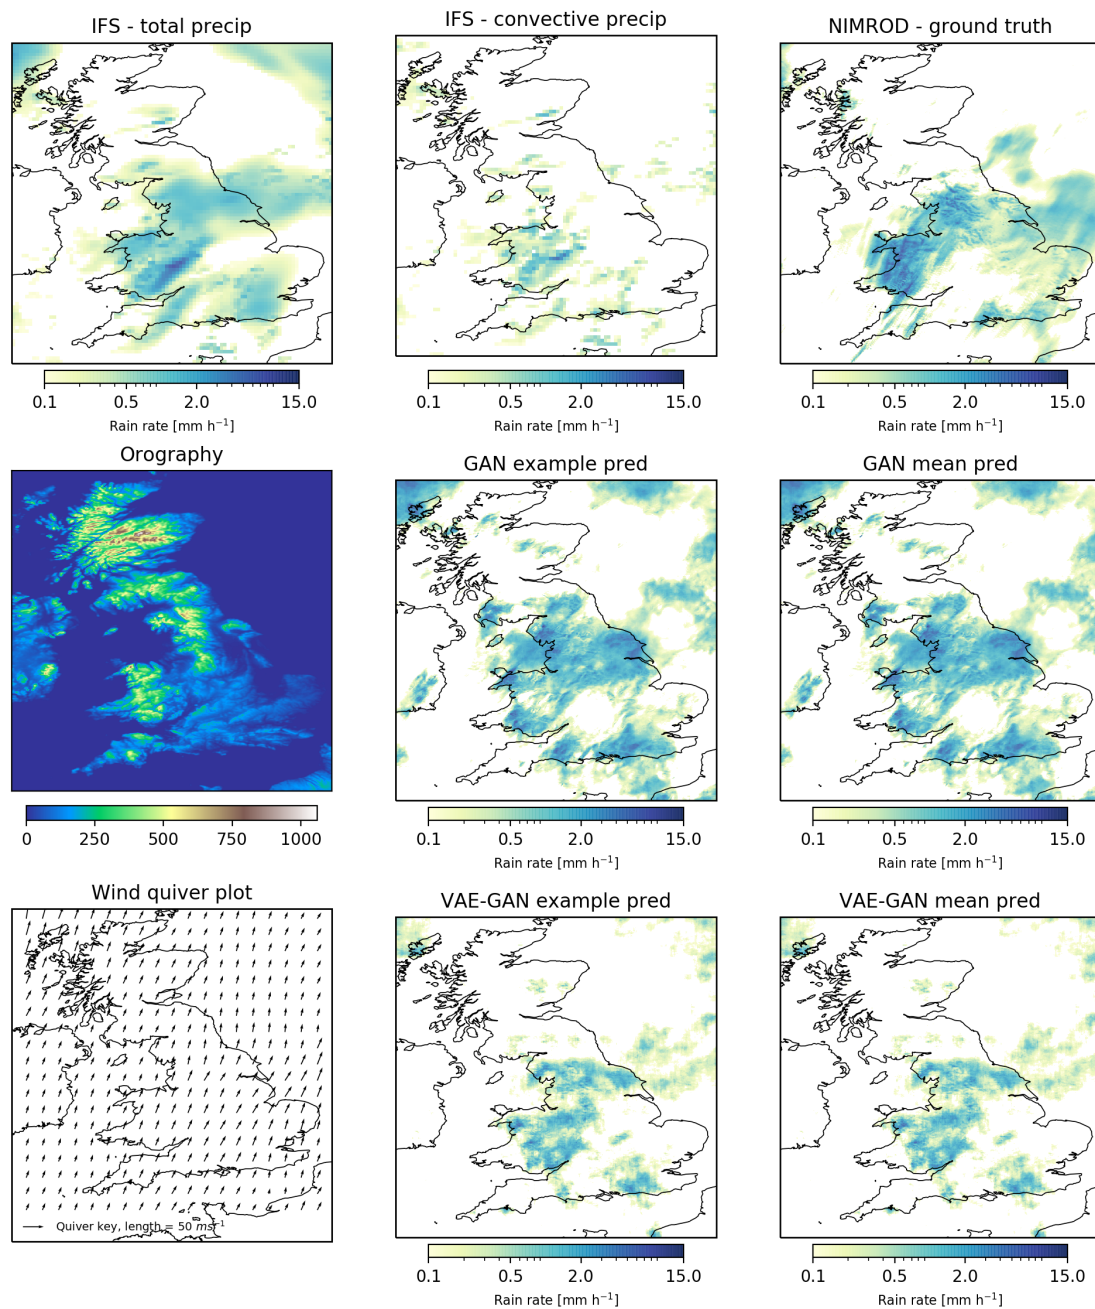 IFS - total precip
IFS - convective precip
NIMROD - ground truth
0.1 0.5 2.0 15.0
Rain rate [mm h⁻¹]
0.1 0.5 2.0 15.0
Rain rate [mm h⁻¹]
0.1 0.5 2.0 15.0
Rain rate [mm h⁻¹]
Orography
GAN example pred
GAN mean pred
0 250 500 750 1000
0.1 0.5 2.0 15.0
Rain rate [mm h⁻¹]
0.1 0.5 2.0 15.0
Rain rate [mm h⁻¹]
Wind quiver plot
VAE-GAN example pred
VAE-GAN mean pred
Quiver key, length = 50 ms⁻¹
0.1 0.5 2.0 15.0
Rain rate [mm h⁻¹]
0.1 0.5 2.0 15.0
Rain rate [mm h⁻¹]